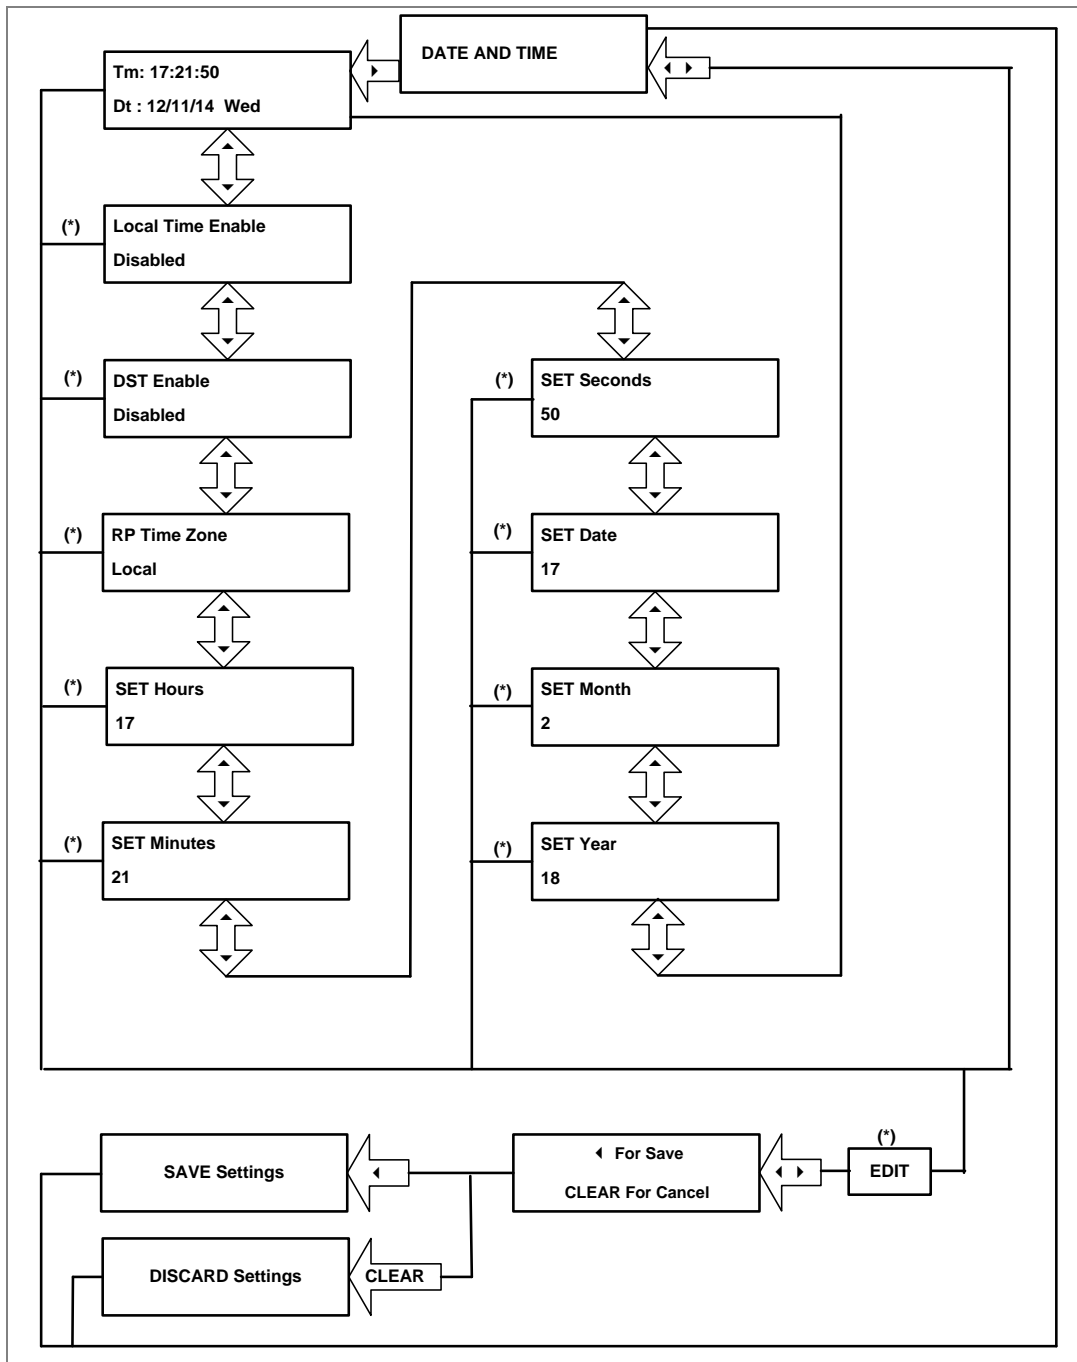 DATE AND TIME
Tm: 17:21:50
Dt : 12/11/14 Wed
(*)
Local Time Enable
Disabled
(*)
DST Enable
Disabled
(*)
RP Time Zone
Local
(*)
SET Hours
17
(*)
SET Minutes
21
(*)
SET Seconds
50
(*)
SET Date
17
(*)
SET Month
2
(*)
SET Year
18
(*)
EDIT
For Save
CLEAR For Cancel
SAVE Settings
CLEAR
DISCARD Settings